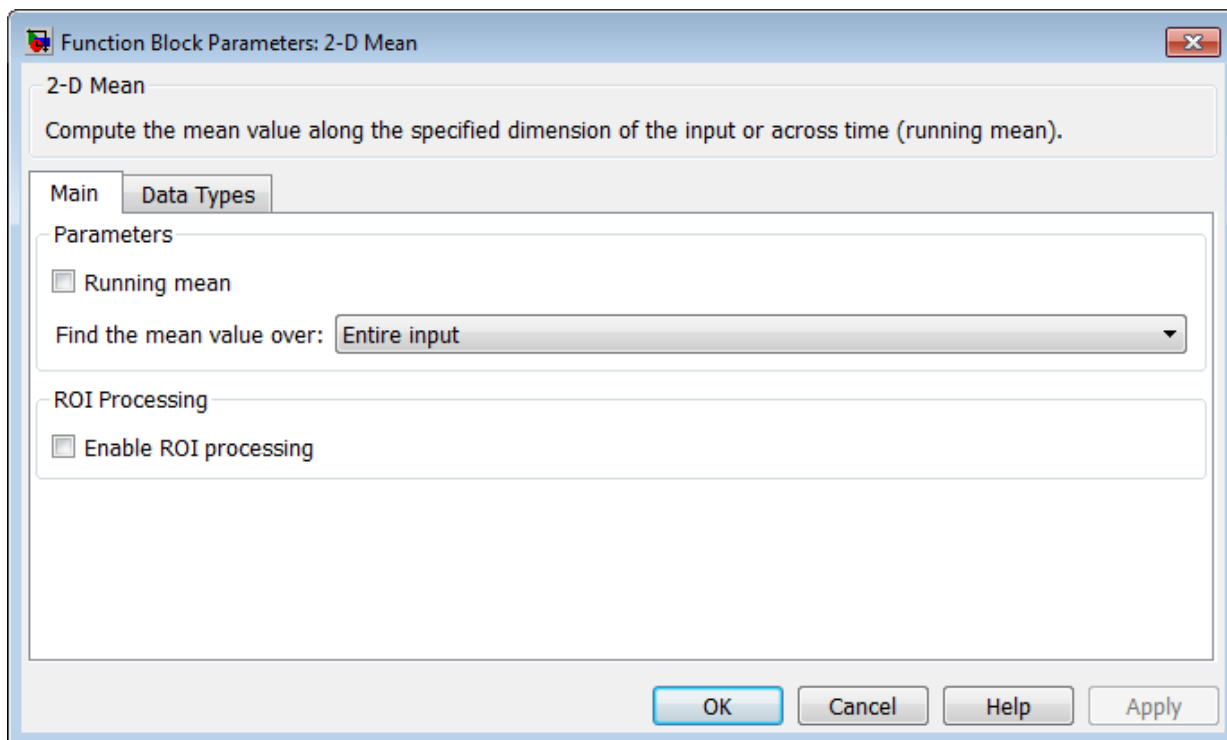 Function Block Parameters: 2-D Mean
2-D Mean
Compute the mean value along the specified dimension of the input or across time (running mean).
Main
Data Types
Parameters
Running mean
Find the mean value over: Entire input
ROI Processing
Enable ROI processing
OK Cancel Help Apply